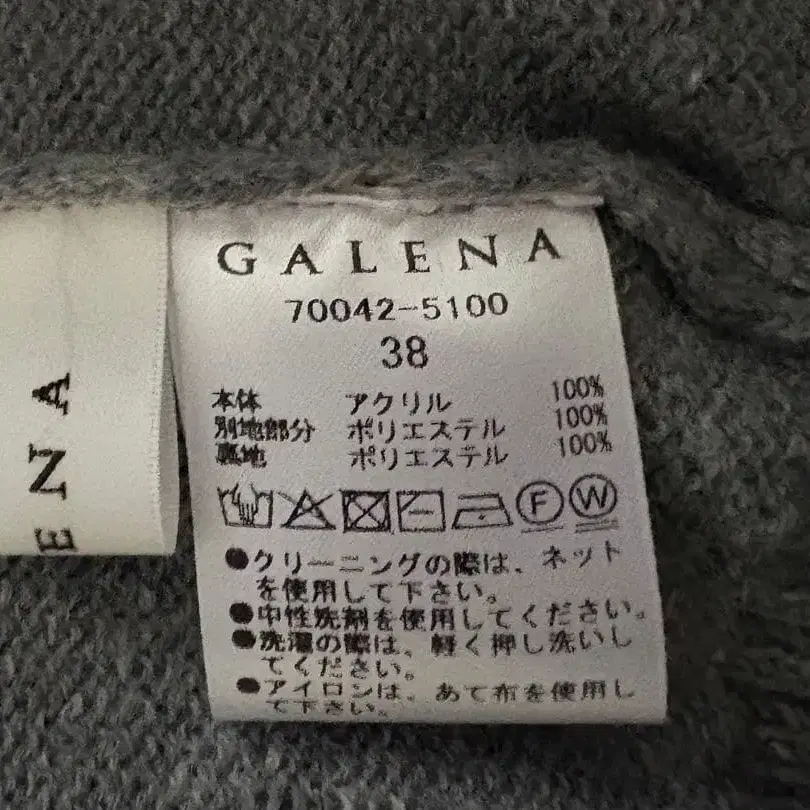 GALENA
70042-5100
38
本体 アクリル 100%
別地部分 ポリエステル 100%
裏地 ポリエステル 100%
F W
●クリーニングの際は、ネット
を使用して下さい。
●中性洗剤を使用してください。
●洗濯の際は、軽く押し洗いし
てください。
●アイロンは、あて布を使用し
て下さい。
ENA